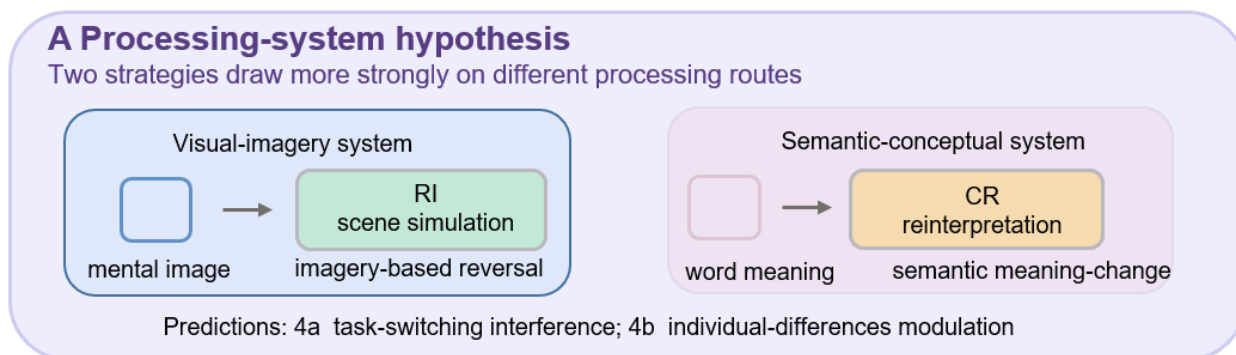 A Processing-system hypothesis
Two strategies draw more strongly on different processing routes
Visual-imagery system
RI
scene simulation
mental image
imagery-based reversal
Semantic-conceptual system
CR
reinterpretation
word meaning
semantic meaning-change
Predictions: 4a task-switching interference; 4b individual-differences modulation